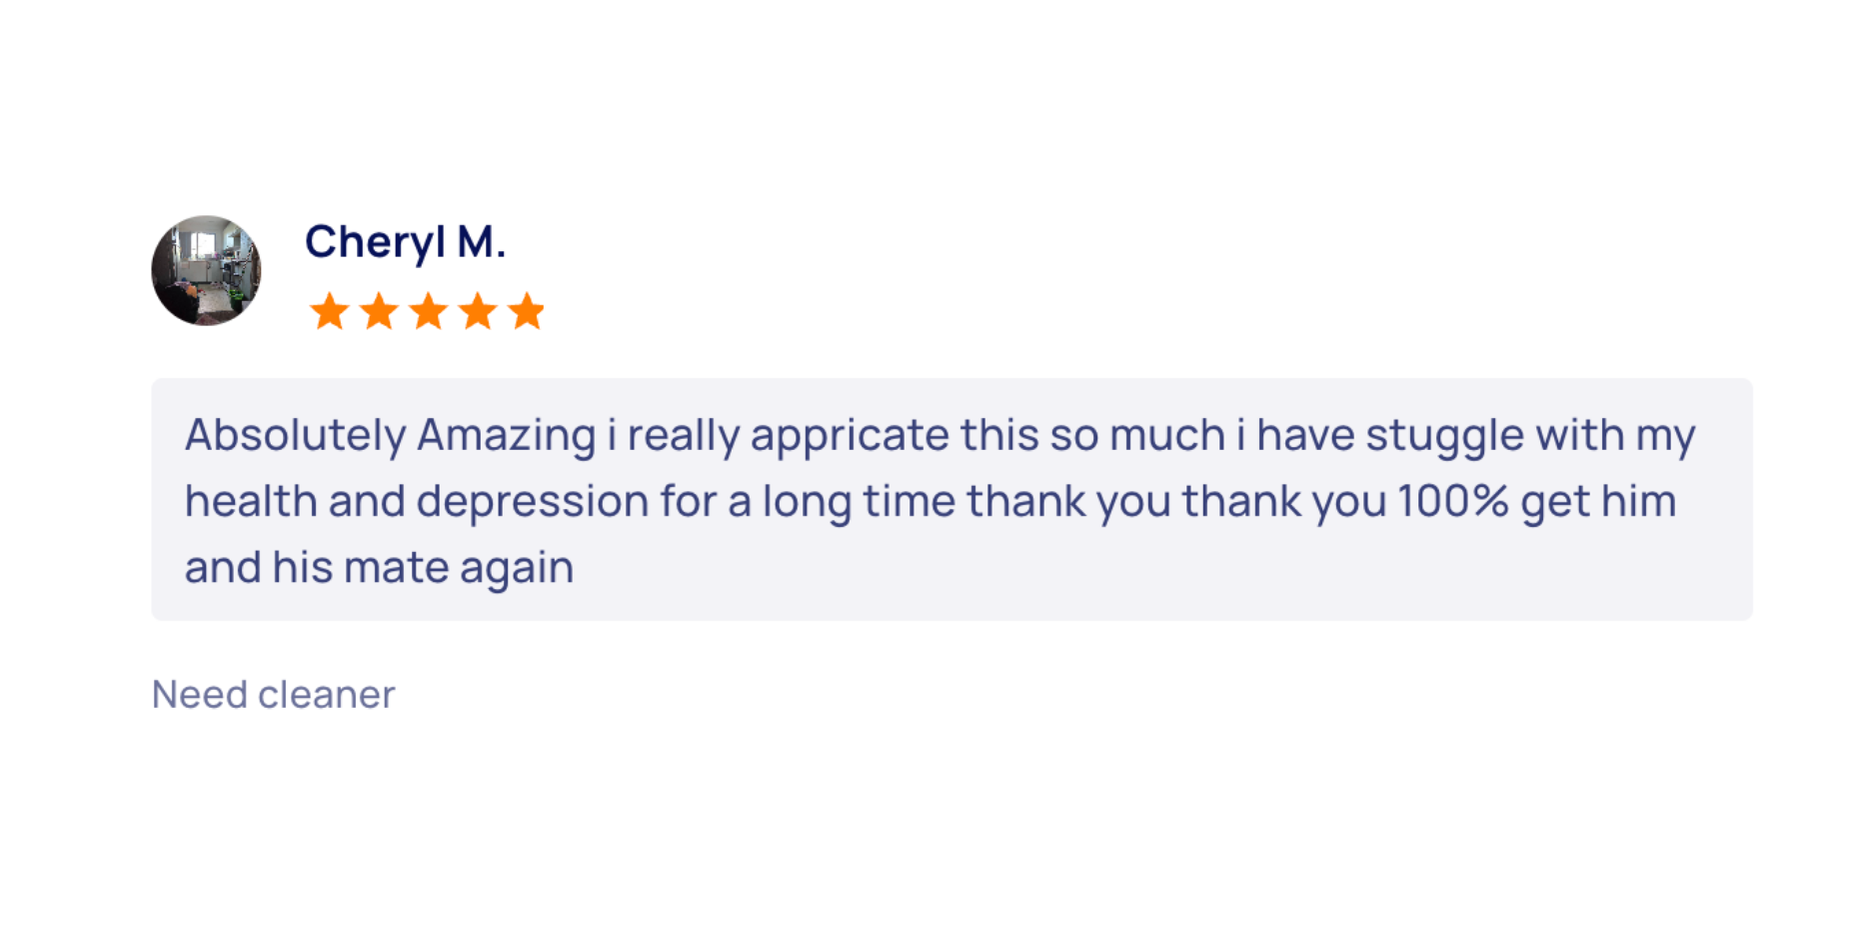 Cheryl M.
Absolutely Amazing i really appricate this so much i have stuggle with my
health and depression for a long time thank you thank you 100% get him
and his mate again
Need cleaner